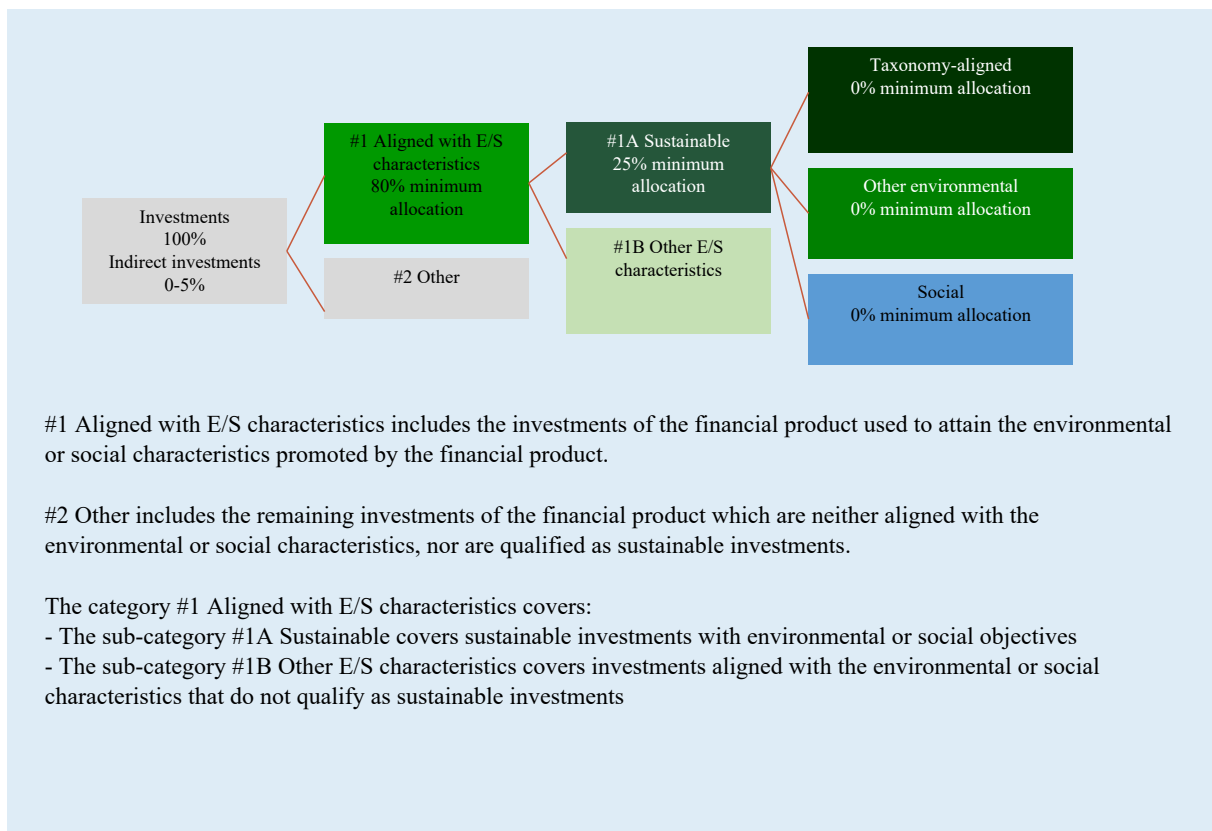 Investments
100%
Indirect investments
0-5%
#1 Aligned with E/S
characteristics
80% minimum
allocation
#2 Other
#1A Sustainable
25% minimum
allocation
#1B Other E/S
characteristics
Taxonomy-aligned
0% minimum allocation
Other environmental
0% minimum allocation
Social
0% minimum allocation
#1 Aligned with E/S characteristics includes the investments of the financial product used to attain the environmental
or social characteristics promoted by the financial product.
#2 Other includes the remaining investments of the financial product which are neither aligned with the
environmental or social characteristics, nor are qualified as sustainable investments.
The category #1 Aligned with E/S characteristics covers:
- The sub-category #1A Sustainable covers sustainable investments with environmental or social objectives
- The sub-category #1B Other E/S characteristics covers investments aligned with the environmental or social
characteristics that do not qualify as sustainable investments